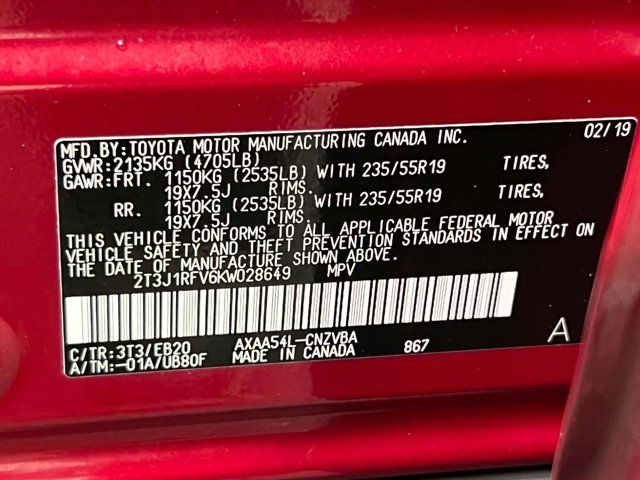 MFD.BY:TOYOTA MOTOR MANUFACTURING CANADA INC. 02/19
GVWR:2135KG (4705LB)
GAWR:FRT. 1150KG (2535LB) WITH 235/55R19 TIRES,
19X7.5J RIMS.
RR. 1150KG (2535LB) WITH 235/55R19 TIRES,
19X7.5J RIMS.
THIS VEHICLE CONFORMS TO ALL APPLICABLE FEDERAL MOTOR
VEHICLE SAFETY AND THEFT PREVENTION STANDARDS IN EFFECT ON
THE DATE OF MANUFACTURE SHOWN ABOVE.
2T3J1RFV6KW028649 MPV
C/TR:3T3/EB20 AXAA54L-CNZVBA 867 A
A/TM:-01A/UB80F MADE IN CANADA